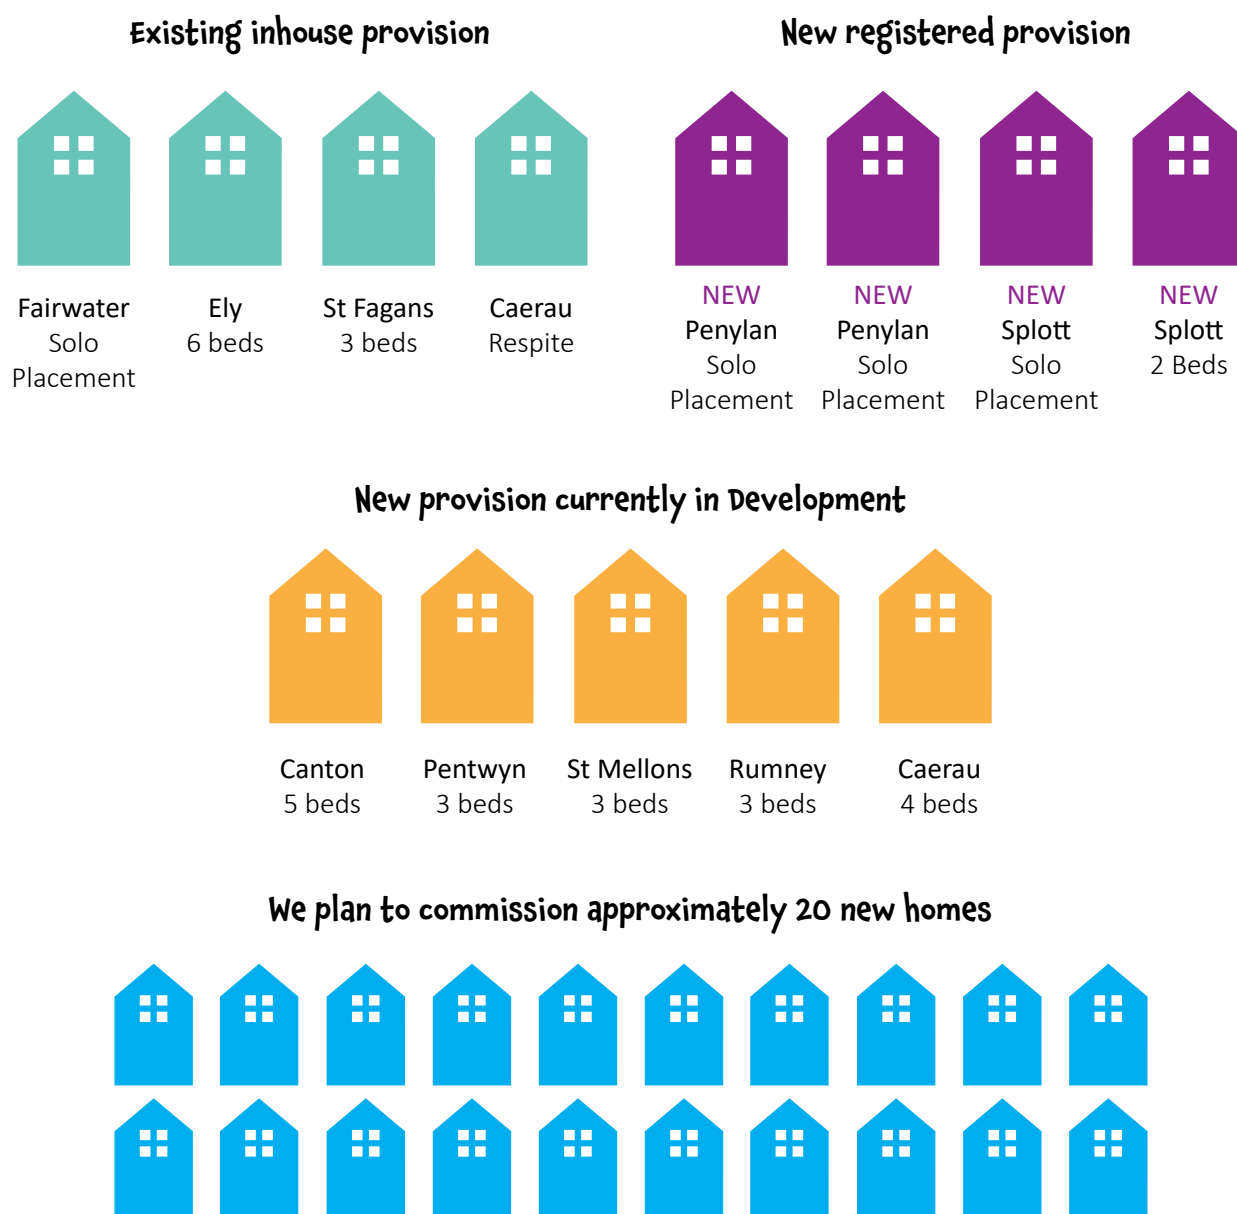 Existing inhouse provision
New registered provision
Fairwater
Solo
Placement
Ely
6 beds
St Fagans
3 beds
Caerau
Respite
NEW
Penylan
Solo
Placement
NEW
Penylan
Solo
Placement
NEW
Splott
Solo
Placement
NEW
Splott
2 Beds
New provision currently in Development
Canton
5 beds
Pentwyn
3 beds
St Mellons
3 beds
Rumney
3 beds
Caerau
4 beds
We plan to commission approximately 20 new homes